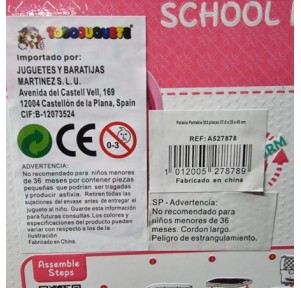 SCHOOL
TODOJUGUETE
Importado por:
JUGUETES Y BARATIJAS
MARTINEZ S. L. U.
Avenida del Castell Vell, 169
12004 Castellón de la Plana, Spain
CIF:B-12073524
CE
0-3
ADVERTENCIA:
No recomendado para niños menores
de 36 meses por contener piezas
pequeñas que podrían ser tragadas
y producir asfixia. Retirar todas las
sujeciones del envase antes de entregar el
juguete al niño. Guarde esta información
para futuras consultas. Los colores y
especificaciones del producto pueden
variar con respecto a la ilustración.
Fabricado en China.
REF: A527878
1 012005 278789
Fabricado en china
SP - Advertencia:
No recomendado para
niños menores de 36
meses. Cordon largo.
Peligro de estrangulamiento.
Assemble
Steps